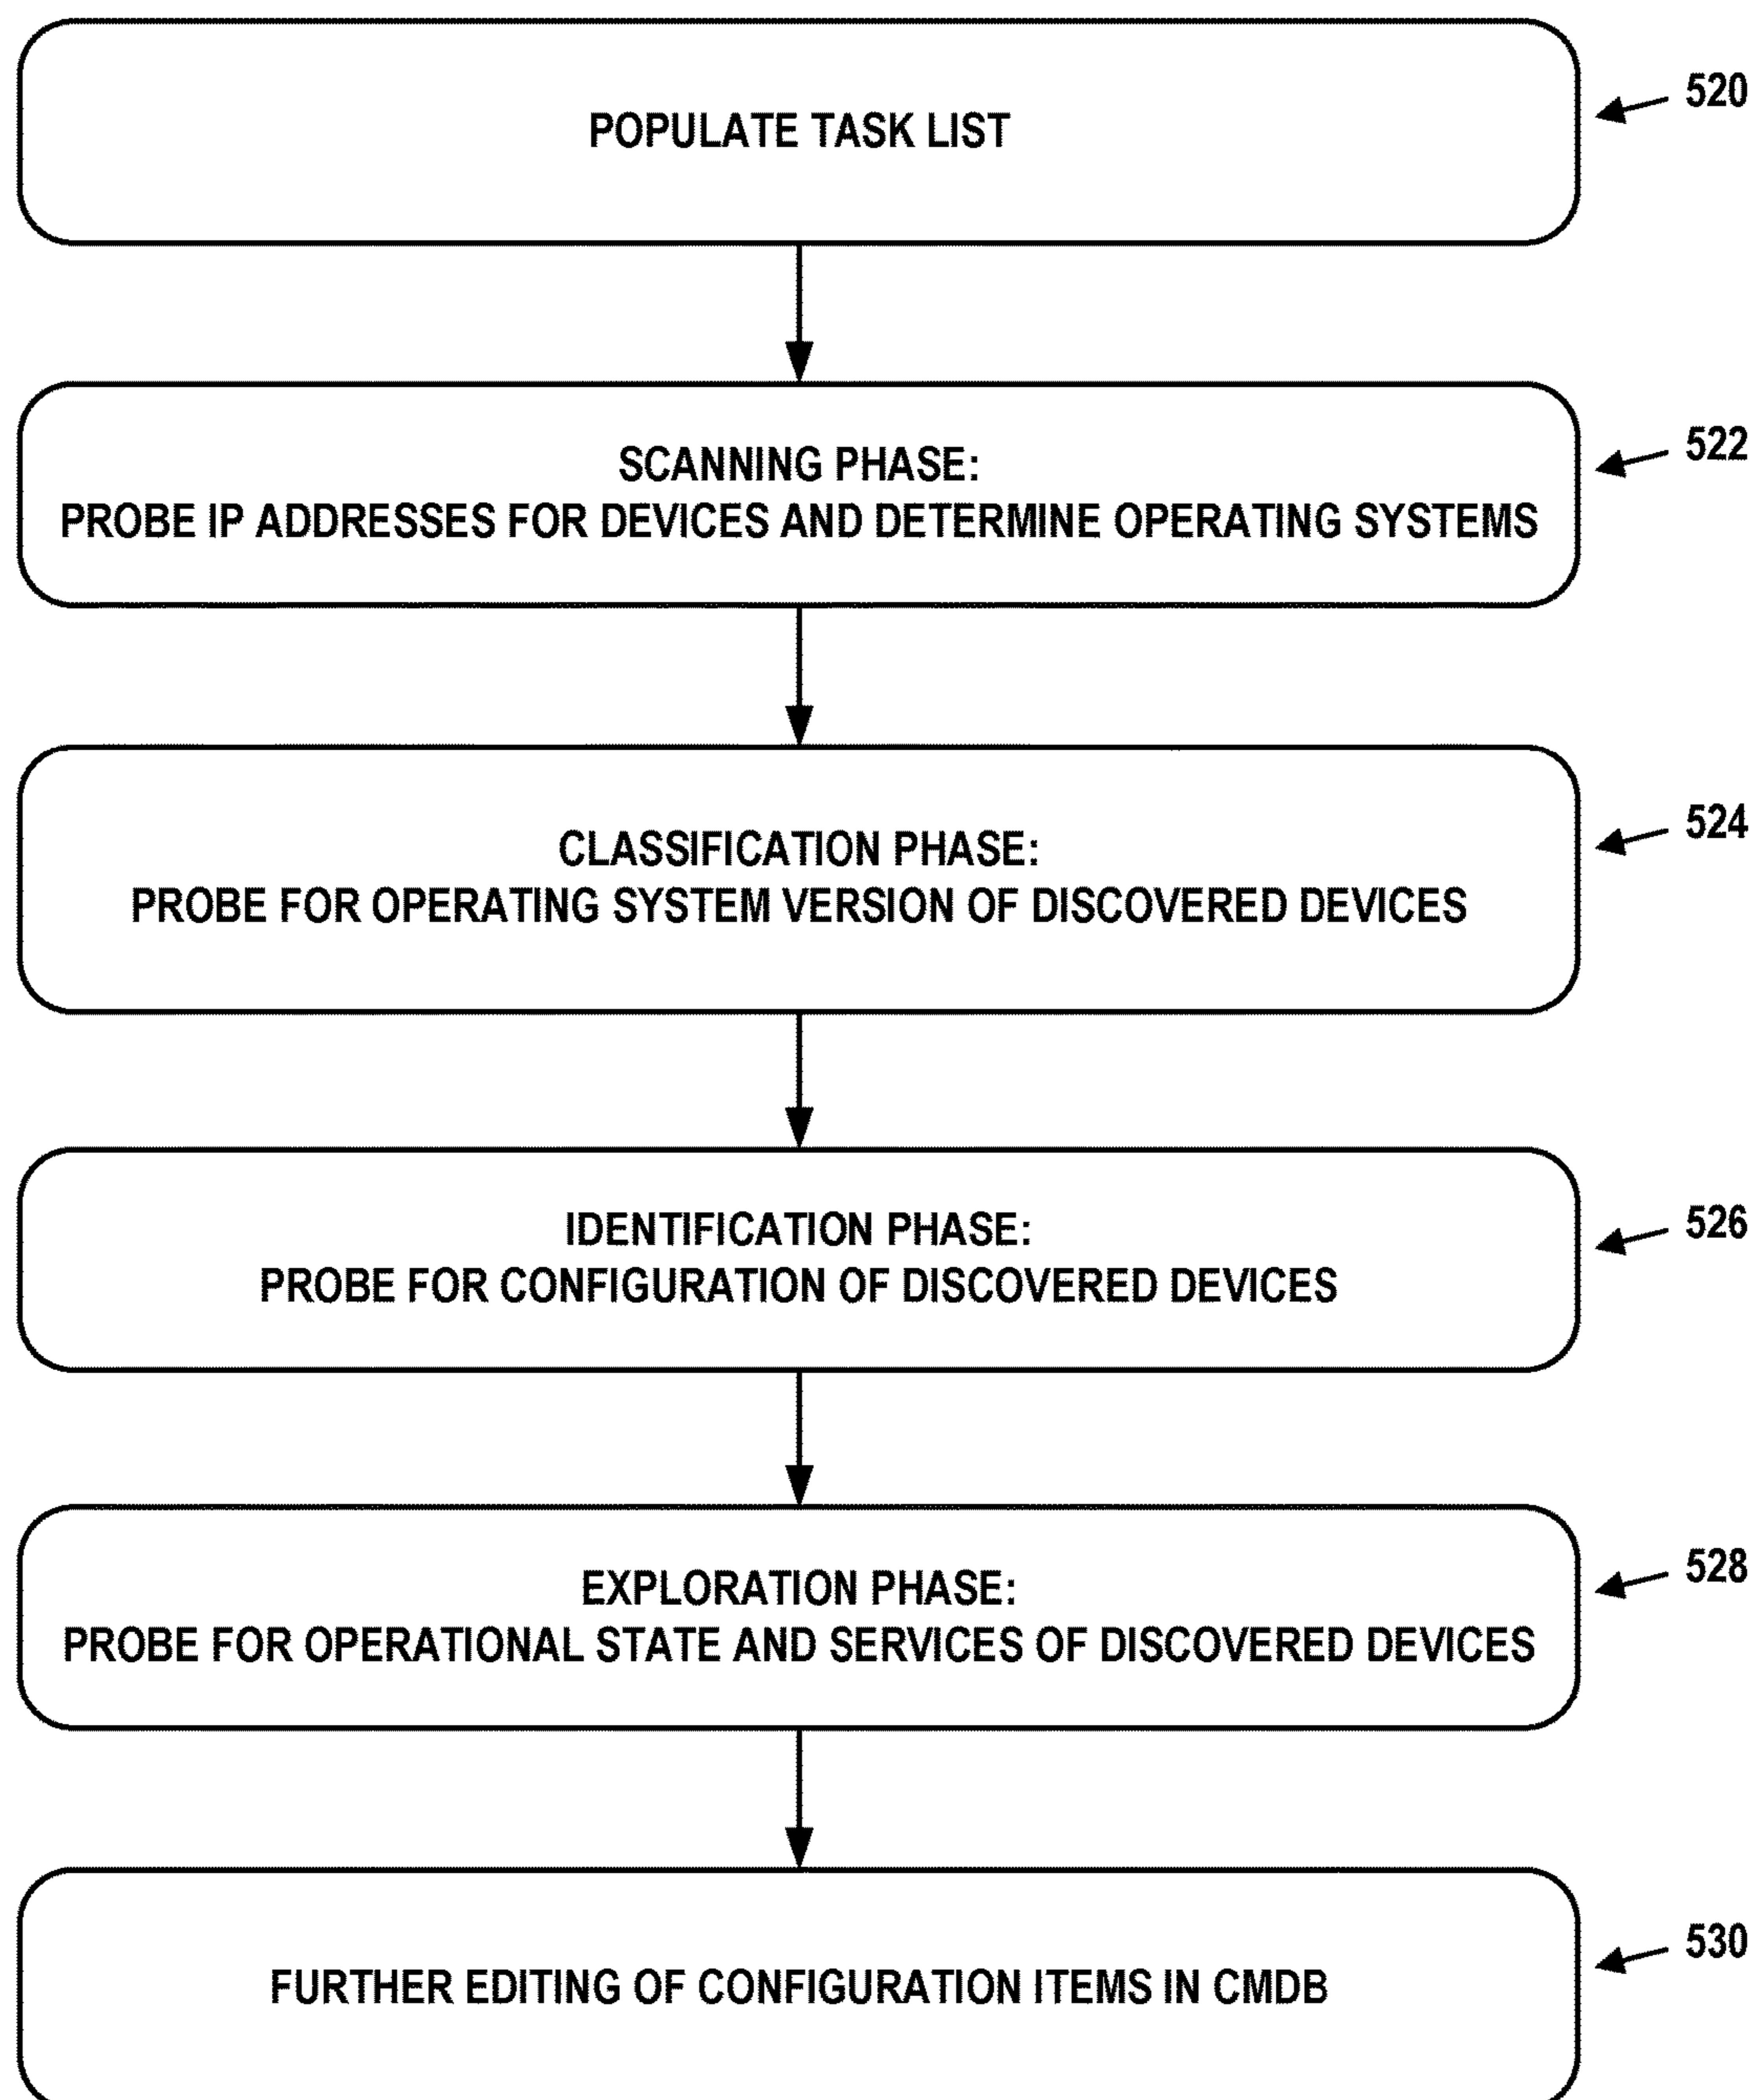 POPULATE TASK LIST
520
SCANNING PHASE:
PROBE IP ADDRESSES FOR DEVICES AND DETERMINE OPERATING SYSTEMS
522
CLASSIFICATION PHASE:
PROBE FOR OPERATING SYSTEM VERSION OF DISCOVERED DEVICES
524
IDENTIFICATION PHASE:
PROBE FOR CONFIGURATION OF DISCOVERED DEVICES
526
EXPLORATION PHASE:
PROBE FOR OPERATIONAL STATE AND SERVICES OF DISCOVERED DEVICES
528
FURTHER EDITING OF CONFIGURATION ITEMS IN CMDB
530